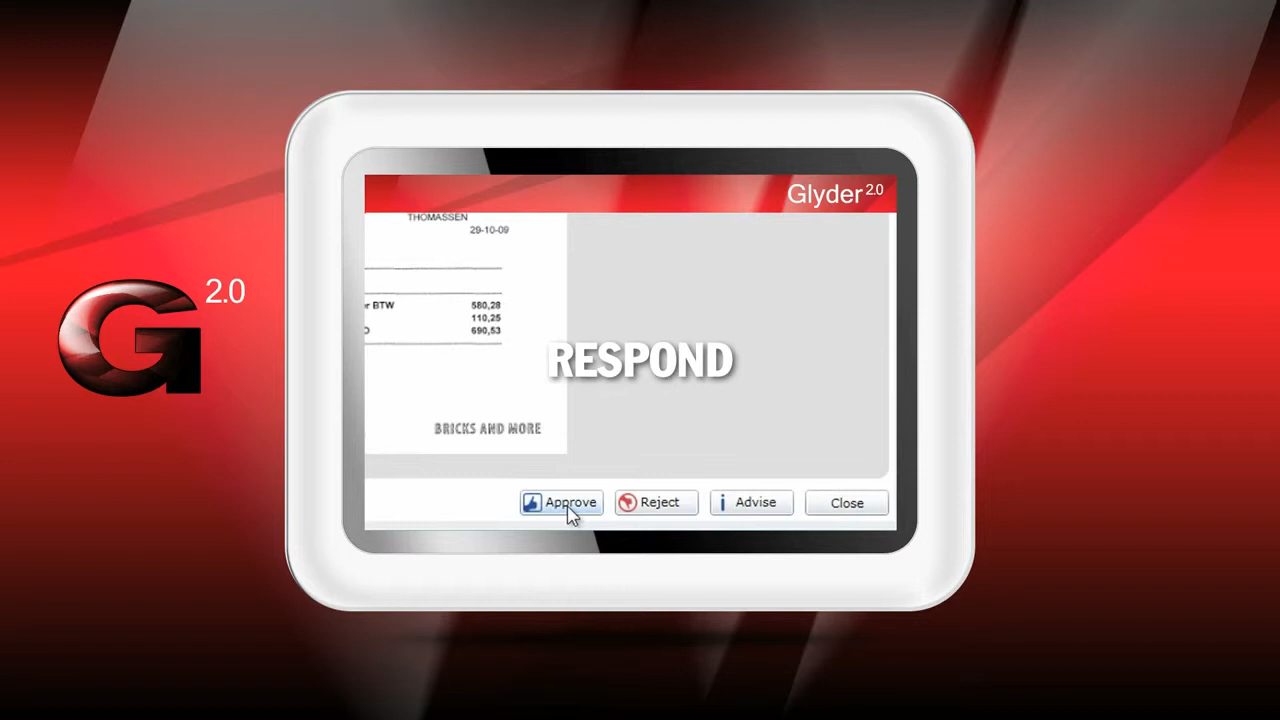 Glyder 2.0
THOMASSEN
29-10-09
G 2.0
BTW 580,28
110,25
690,53
RESPOND
BRICKS AND MORE
Approve Reject Advise Close